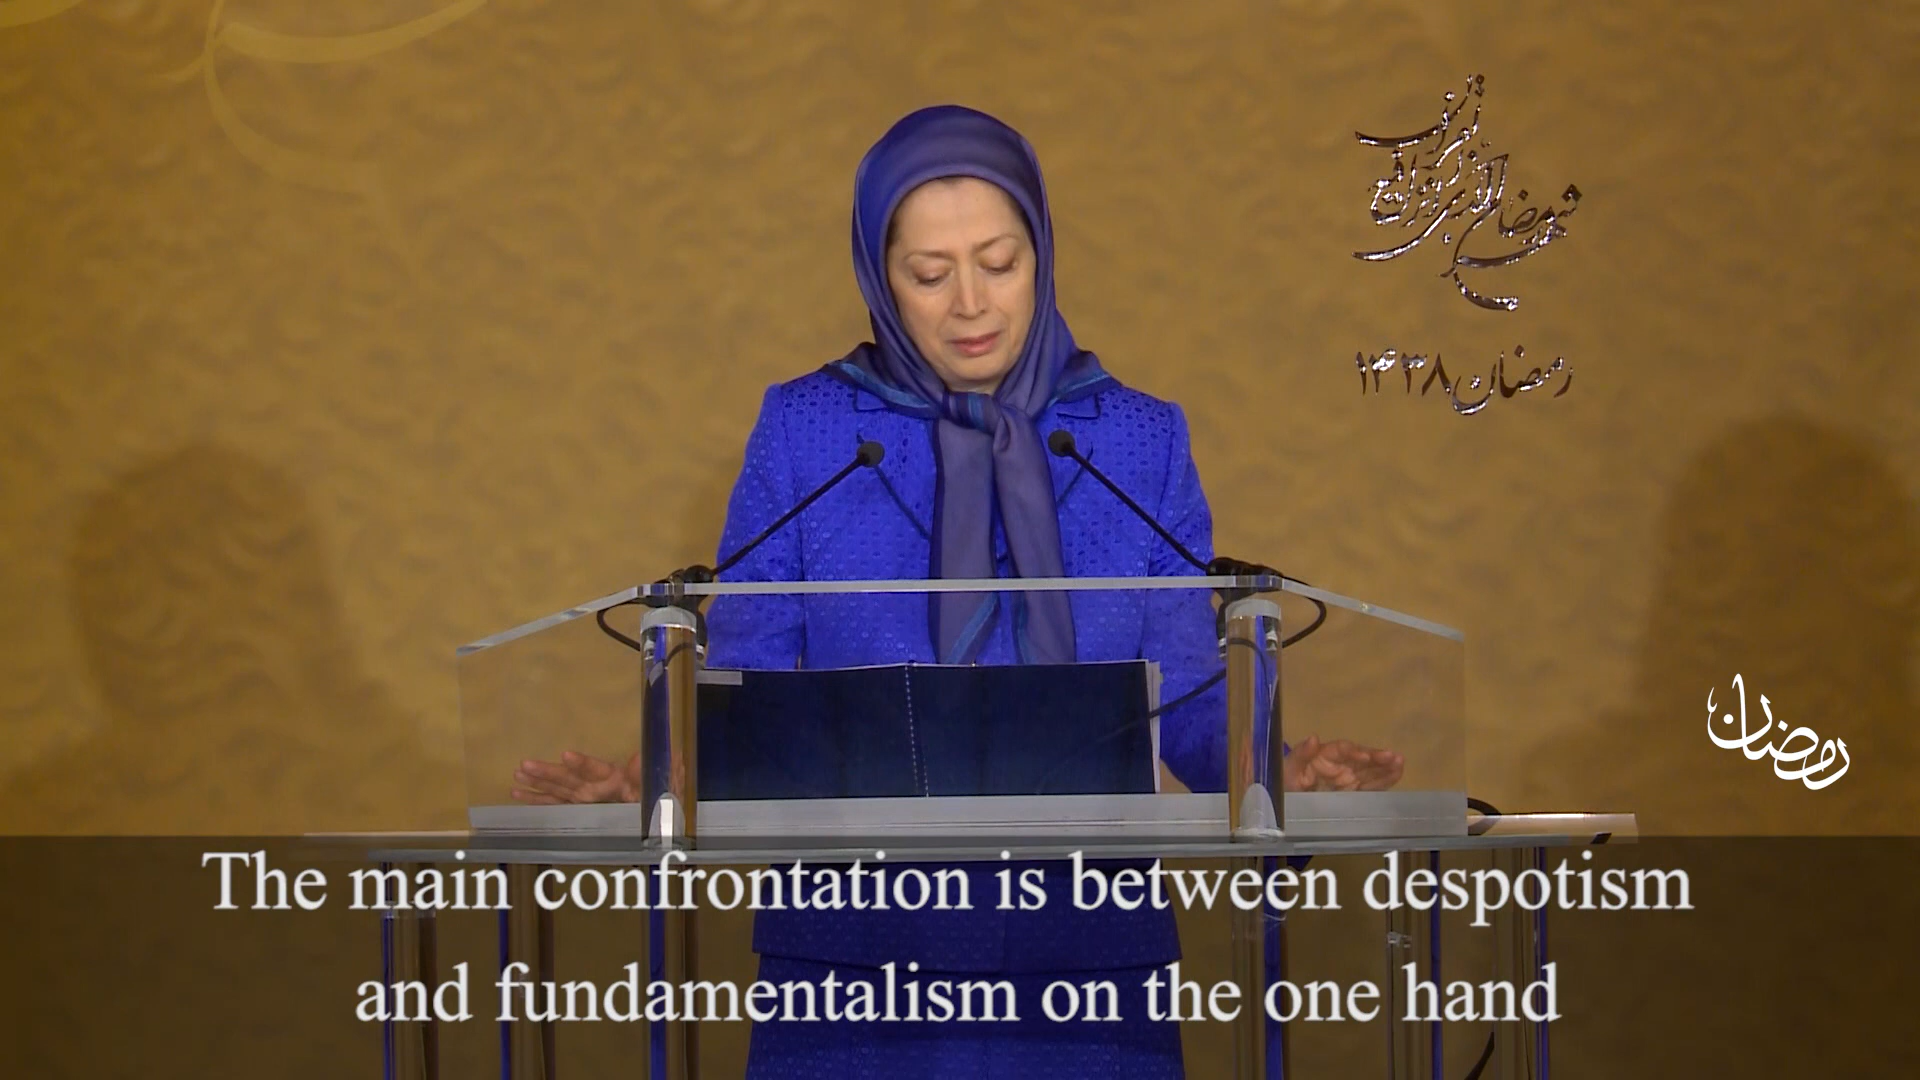 رمضان ۱۴۳۸
رمضان
The main confrontation is between despotism
and fundamentalism on the one hand